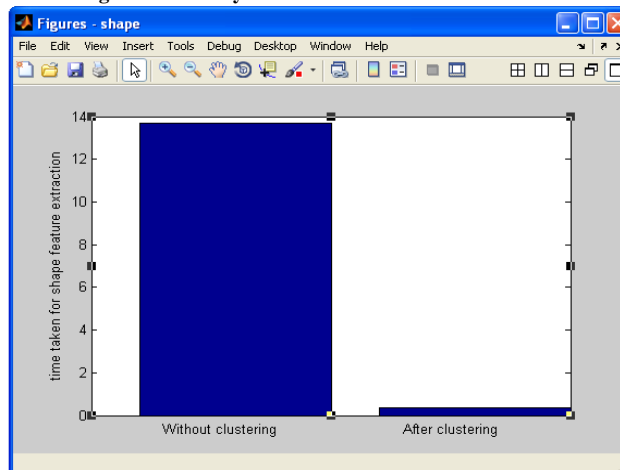 Figures - shape
File Edit View Insert Tools Debug Desktop Window Help
time taken for shape feature extraction
14
12
10
8
6
4
2
0
Without clustering After clustering